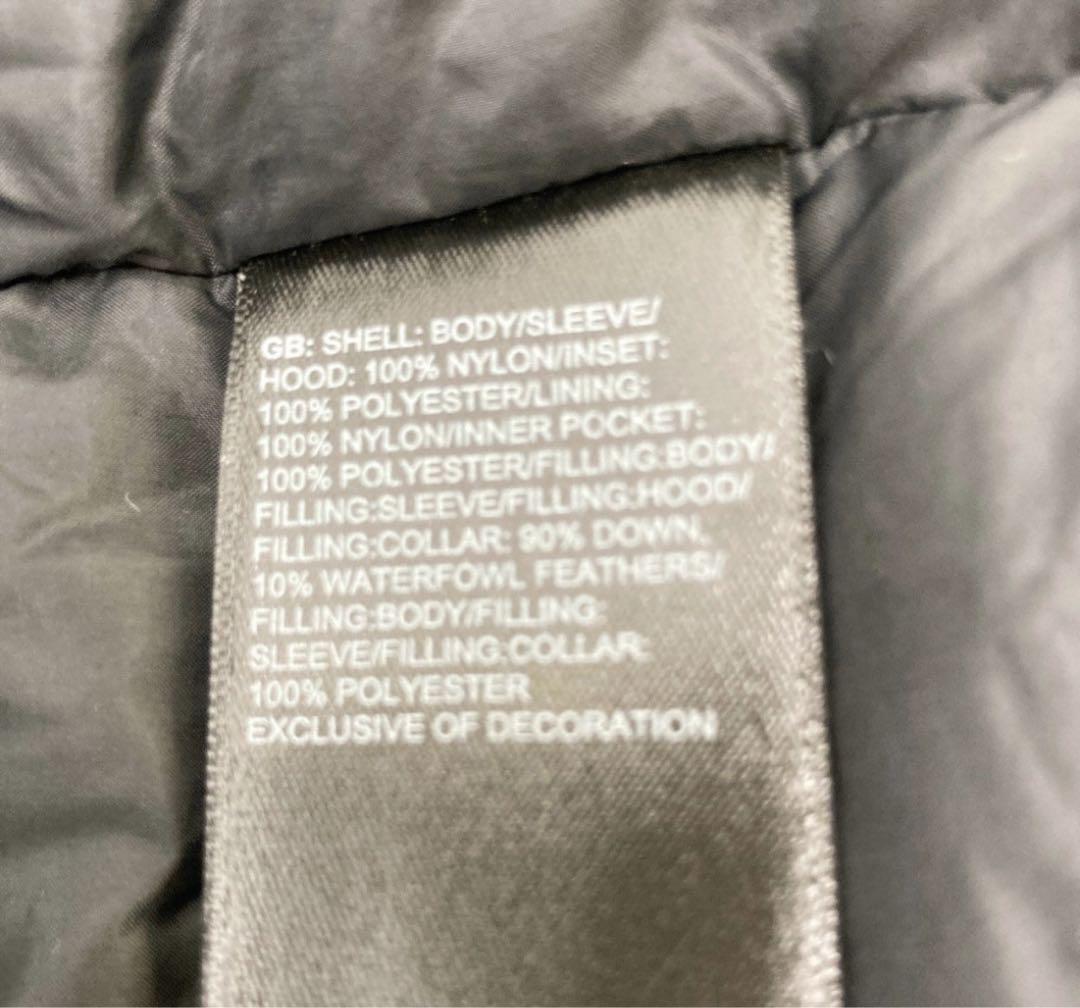 GB: SHELL: BODY/SLEEVE/
HOOD: 100% NYLON/INSET:
100% POLYESTER/LINING:
100% NYLON/INNER POCKET:
100% POLYESTER/FILLING:BODY/
FILLING:SLEEVE/FILLING:HOOD/
FILLING:COLLAR: 90% DOWN,
10% WATERFOWL FEATHERS/
FILLING:BODY/FILLING:
SLEEVE/FILLING:COLLAR:
100% POLYESTER
EXCLUSIVE OF DECORATION